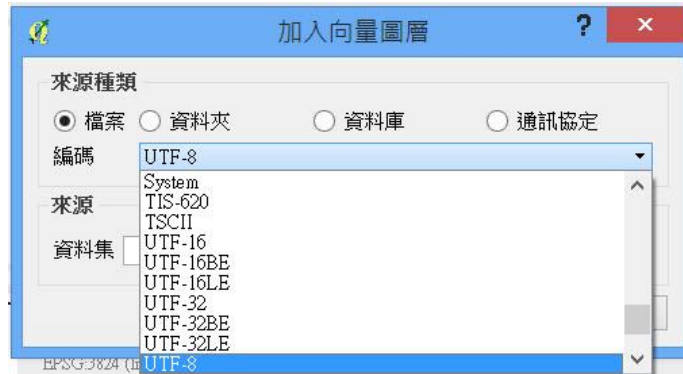 加入向量圖層
?
×
來源種類
檔案 資料夾 資料庫 通訊協定
編碼 UTF-8
System
TIS-620
TSCII
來源
UTF-16
資料集
UTF-16BE
UTF-16LE
UTF-32
UTF-32BE
UTF-32LE
EPSG:3824
UTF-8